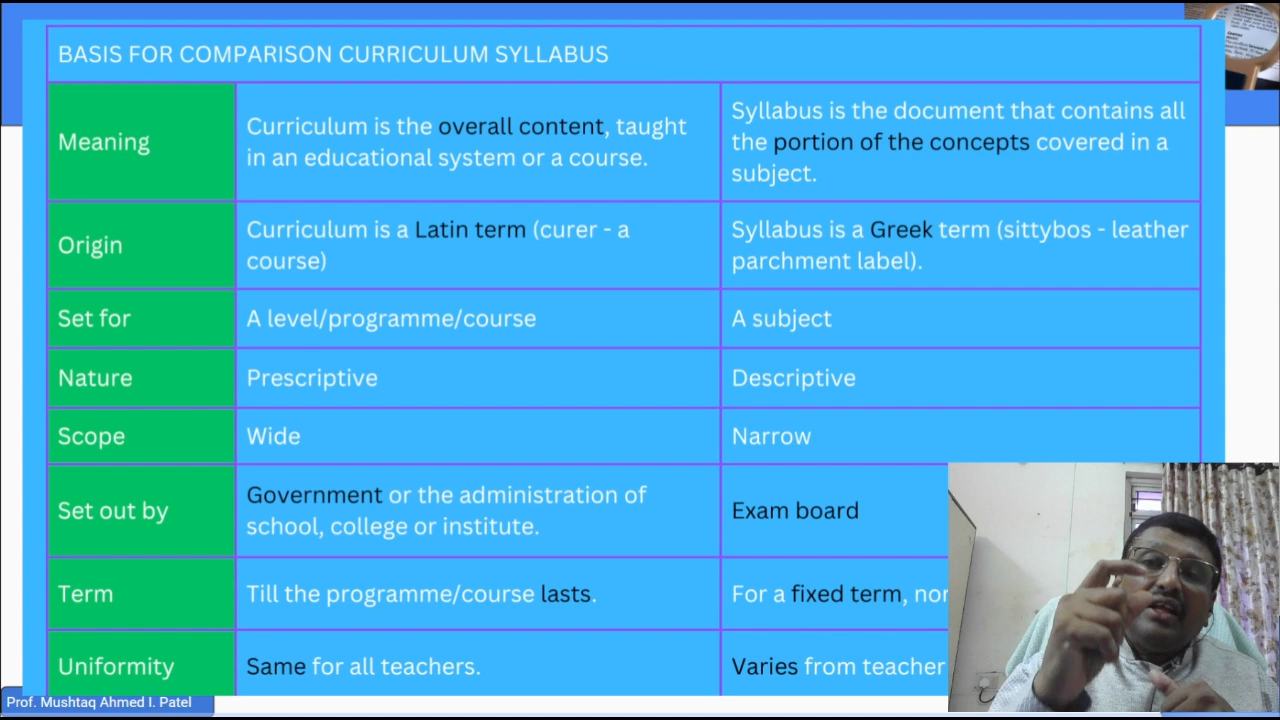 BASIS FOR COMPARISON CURRICULUM SYLLABUS
Meaning
Curriculum is the overall content, taught
in an educational system or a course.
Syllabus is the document that contains all
the portion of the concepts covered in a
subject.
Origin
Curriculum is a Latin term (curer - a
course)
Syllabus is a Greek term (sittybos - leather
parchment label).
Set for
A level/programme/course
A subject
Nature
Prescriptive
Descriptive
Scope
Wide
Narrow
Set out by
Government or the administration of
school, college or institute.
Exam board
Term
Till the programme/course lasts.
For a fixed term,
Uniformity
Same for all teachers.
Varies from teacher
Prof. Mushtaq Ahmed I. Patel